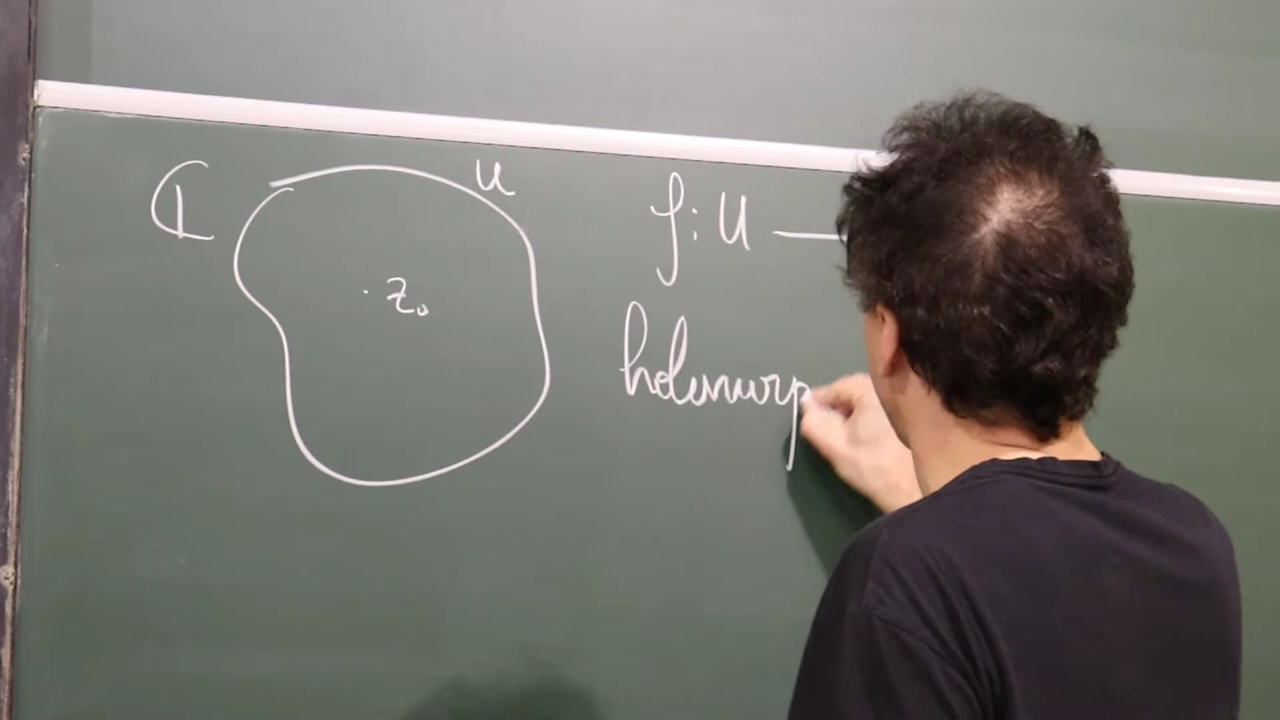 ℂ
U
z₀
f: U —
holomorp